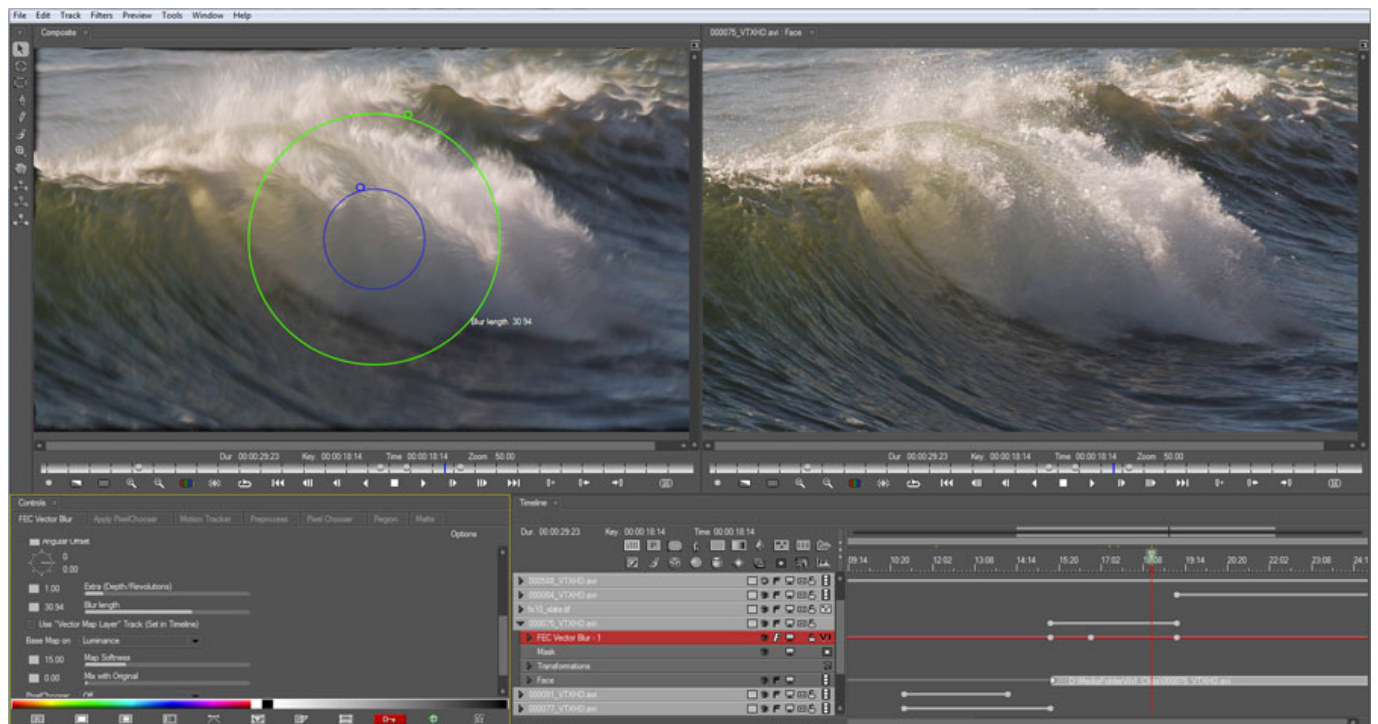 File Edit Track Filters Preview Tools Window Help
Composite
000075_VTXHD.avi : Face
Blur length 30.94
Dur 00:00:29:23 Key 00:00:18:14 Time 00:00:18:14 Zoom 50.00
Dur 00:00:29:23 Key 00:00:18:14 Time 00:00:18:14 Zoom 50.00
Controls
FEC Vector Blur Apply PixelChooser Motion Tracker Preprocess Pixel Chooser Region Matte
Options
Angular Offset
0
0.00
1.00 Extra (Depth/Revolutions)
30.94 Blur length
Use "Vector Map Layer" Track (Set in Timeline)
Base Map on Luminance
15.00 Map Softness
0.00 Mix with Original
PixelChooser Off
Timeline
Dur 00:00:29:23 Key 00:00:18:14 Time 00:00:18:14
09:14 10:20 12:02 13:08 14:14 15:20 17:02 18:08 19:14 20:20 22:02 23:08 24:1
000094_VTXHD.avi
fx10_slate.tif
000075_VTXHD.avi
FEC Vector Blur - 1
Mask
Transformations
Face
000091_VTXHD.avi
000077_VTXHD.avi